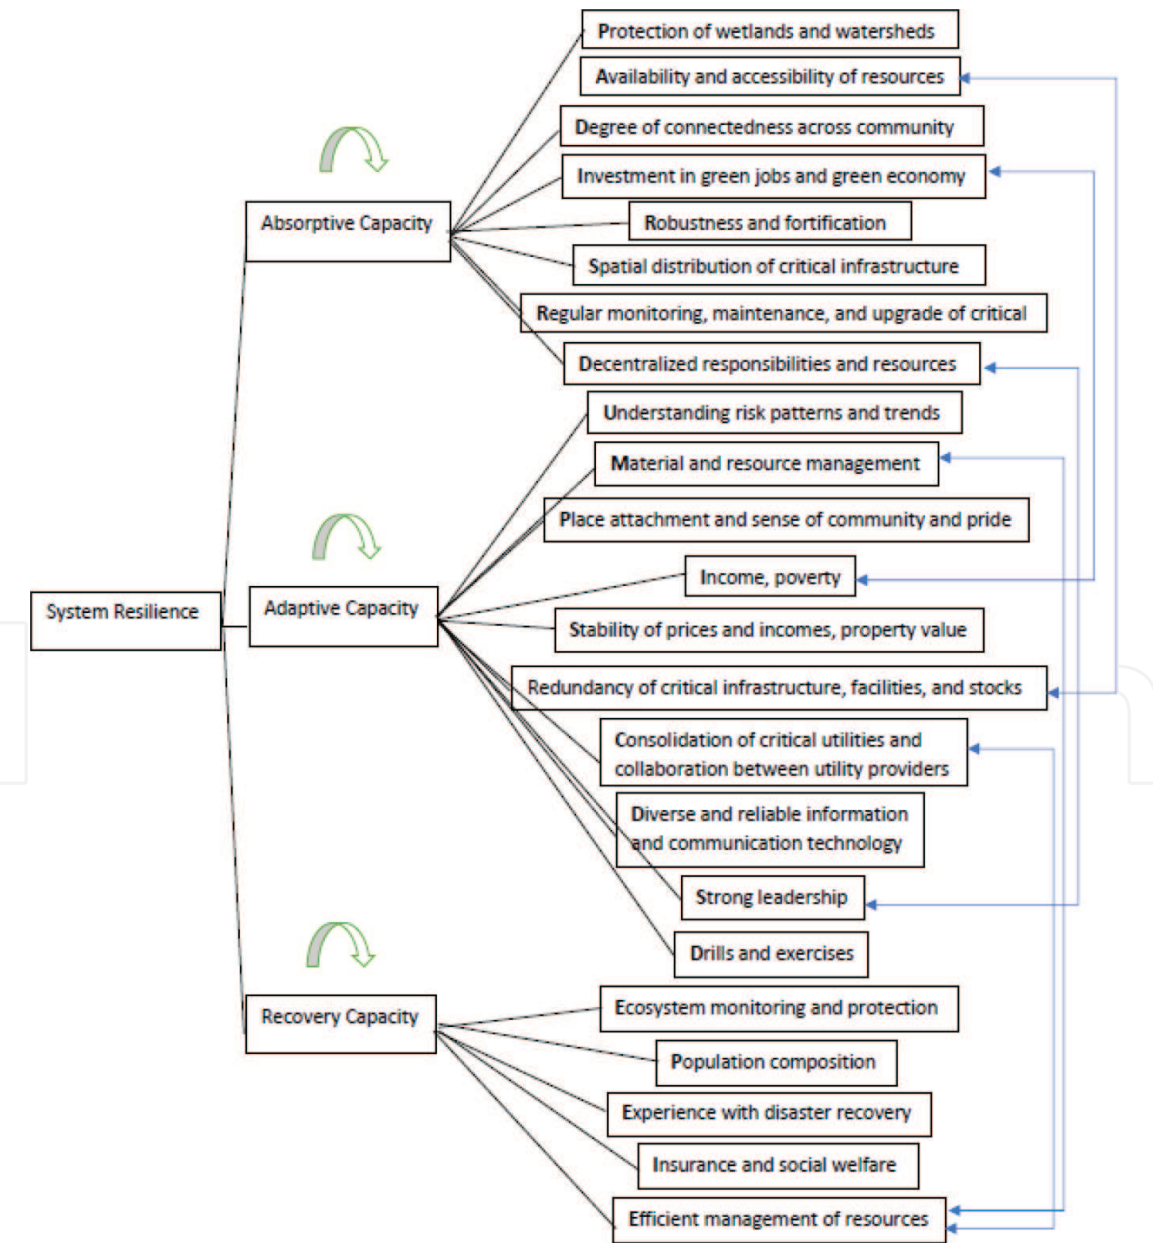 Protection of wetlands and watersheds
Availability and accessibility of resources
Degree of connectedness across community
Investment in green jobs and green economy
Absorptive Capacity
Robustness and fortification
Spatial distribution of critical infrastructure
Regular monitoring, maintenance, and upgrade of critical
Decentralized responsibilities and resources
Understanding risk patterns and trends
Material and resource management
Place attachment and sense of community and pride
Income, poverty
System Resilience
Adaptive Capacity
Stability of prices and incomes, property value
Redundancy of critical infrastructure, facilities, and stocks
Consolidation of critical utilities and
collaboration between utility providers
Diverse and reliable information
and communication technology
Strong leadership
Drills and exercises
Recovery Capacity
Ecosystem monitoring and protection
Population composition
Experience with disaster recovery
Insurance and social welfare
Efficient management of resources